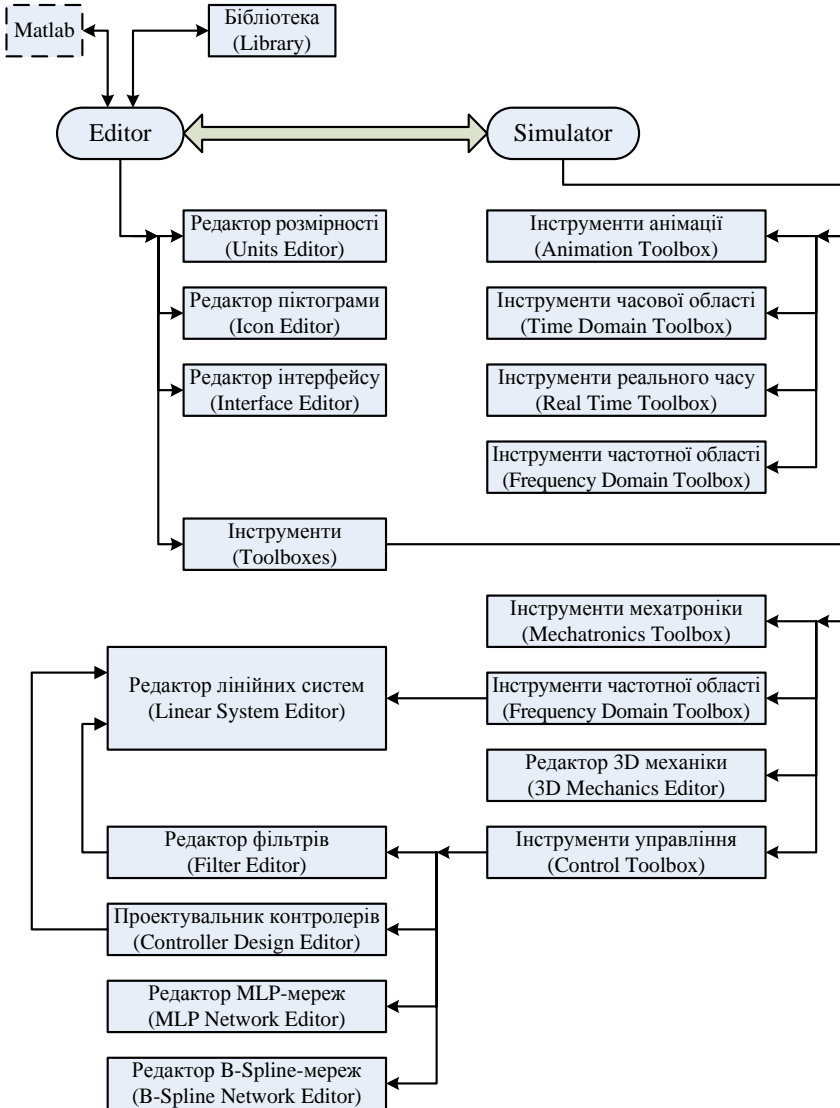 Matlab
Бібліотека
(Library)
Editor
Simulator
Редактор розмірності
(Units Editor)
Інструменти анімації
(Animation Toolbox)
Редактор піктограми
(Icon Editor)
Інструменти часової області
(Time Domain Toolbox)
Редактор інтерфейсу
(Interface Editor)
Інструменти реального часу
(Real Time Toolbox)
Інструменти частотної області
(Frequency Domain Toolbox)
Інструменти
(Toolboxes)
Інструменти мехатроніки
(Mechatronics Toolbox)
Редактор лінійних систем
(Linear System Editor)
Інструменти частотної області
(Frequency Domain Toolbox)
Редактор 3D механіки
(3D Mechanics Editor)
Редактор фільтрів
(Filter Editor)
Інструменти управління
(Control Toolbox)
Проектувальник контролерів
(Controller Design Editor)
Редактор MLP-мереж
(MLP Network Editor)
Редактор B-Spline-мереж
(B-Spline Network Editor)